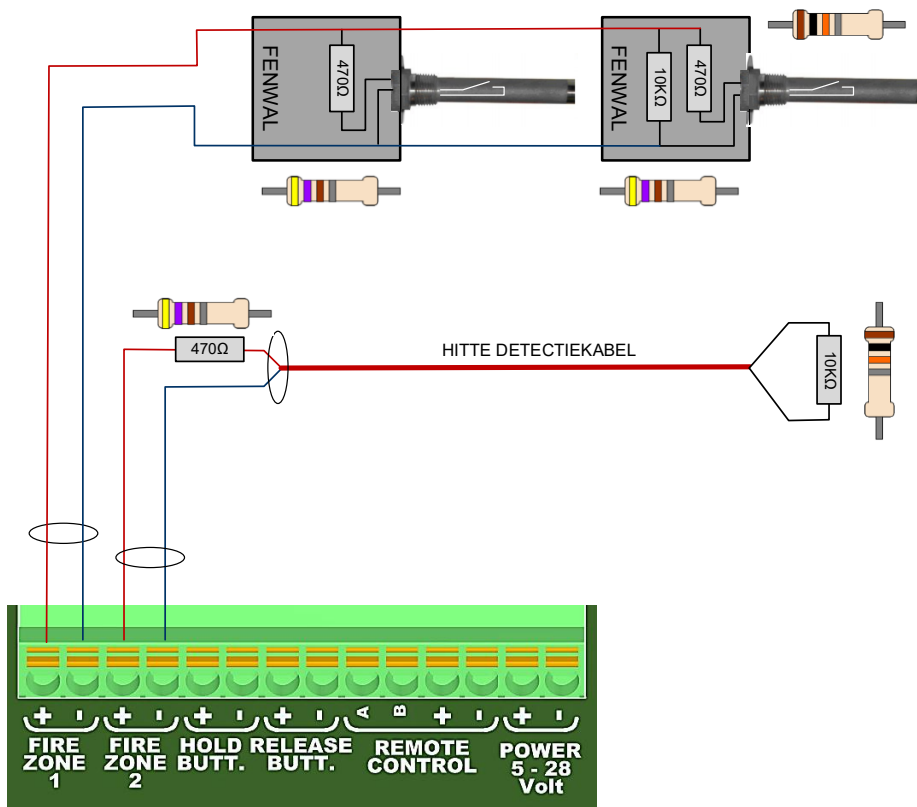 FENWAL
470Ω
FENWAL
10KΩ
470Ω
470Ω
HITTE DETECTIEKABEL
10KΩ
+ - + - + - + - A B + - + -
FIRE ZONE 1
FIRE ZONE 2
HOLD BUTT.
RELEASE BUTT.
REMOTE CONTROL
POWER 5 - 28 Volt